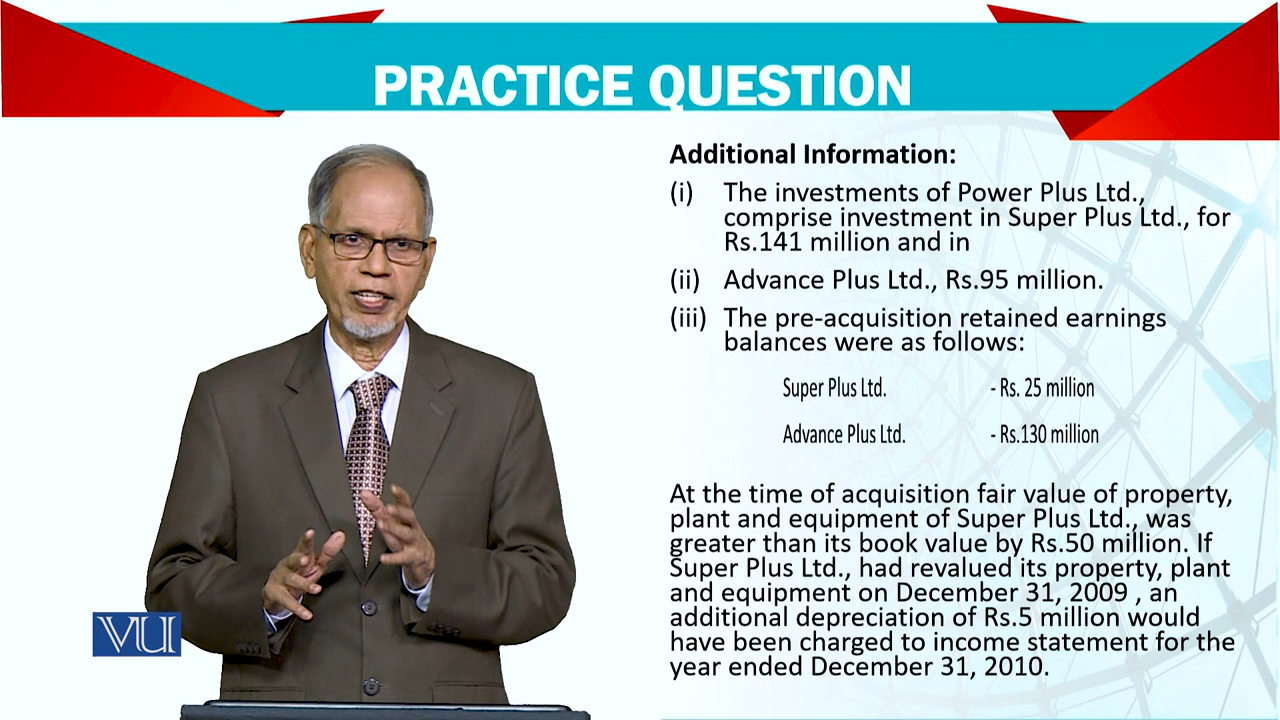 PRACTICE QUESTION
Additional Information:
(i) The investments of Power Plus Ltd.,
comprise investment in Super Plus Ltd., for
Rs.141 million and in
(ii) Advance Plus Ltd., Rs.95 million.
(iii) The pre-acquisition retained earnings
balances were as follows:
Super Plus Ltd. - Rs. 25 million
Advance Plus Ltd. - Rs.130 million
At the time of acquisition fair value of property,
plant and equipment of Super Plus Ltd., was
greater than its book value by Rs.50 million. If
Super Plus Ltd., had revalued its property, plant
and equipment on December 31, 2009 , an
additional depreciation of Rs.5 million would
have been charged to income statement for the
year ended December 31, 2010.
VU